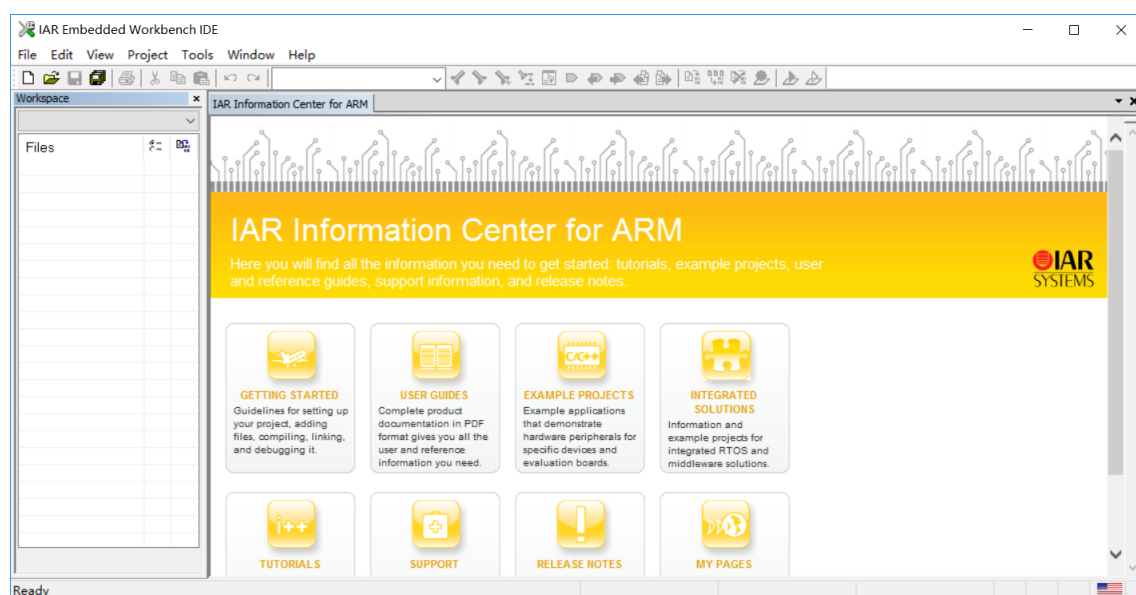 IAR Embedded Workbench IDE
File Edit View Project Tools Window Help
Workspace
IAR Information Center for ARM
Files
IAR Information Center for ARM
Here you will find all the information you need to get started: tutorials, example projects, user
and reference guides, support information, and release notes.
IAR
SYSTEMS
GETTING STARTED
Guidelines for setting up
your project, adding
files, compiling, linking,
and debugging it.
USER GUIDES
Complete product
documentation in PDF
format gives you all the
user and reference
information you need.
C/C++
EXAMPLE PROJECTS
Example applications
that demonstrate
hardware peripherals for
specific devices and
evaluation boards.
INTEGRATED
SOLUTIONS
Information and
example projects for
integrated RTOS and
middleware solutions.
i++
TUTORIALS
SUPPORT
RELEASE NOTES
MY PAGES
Ready